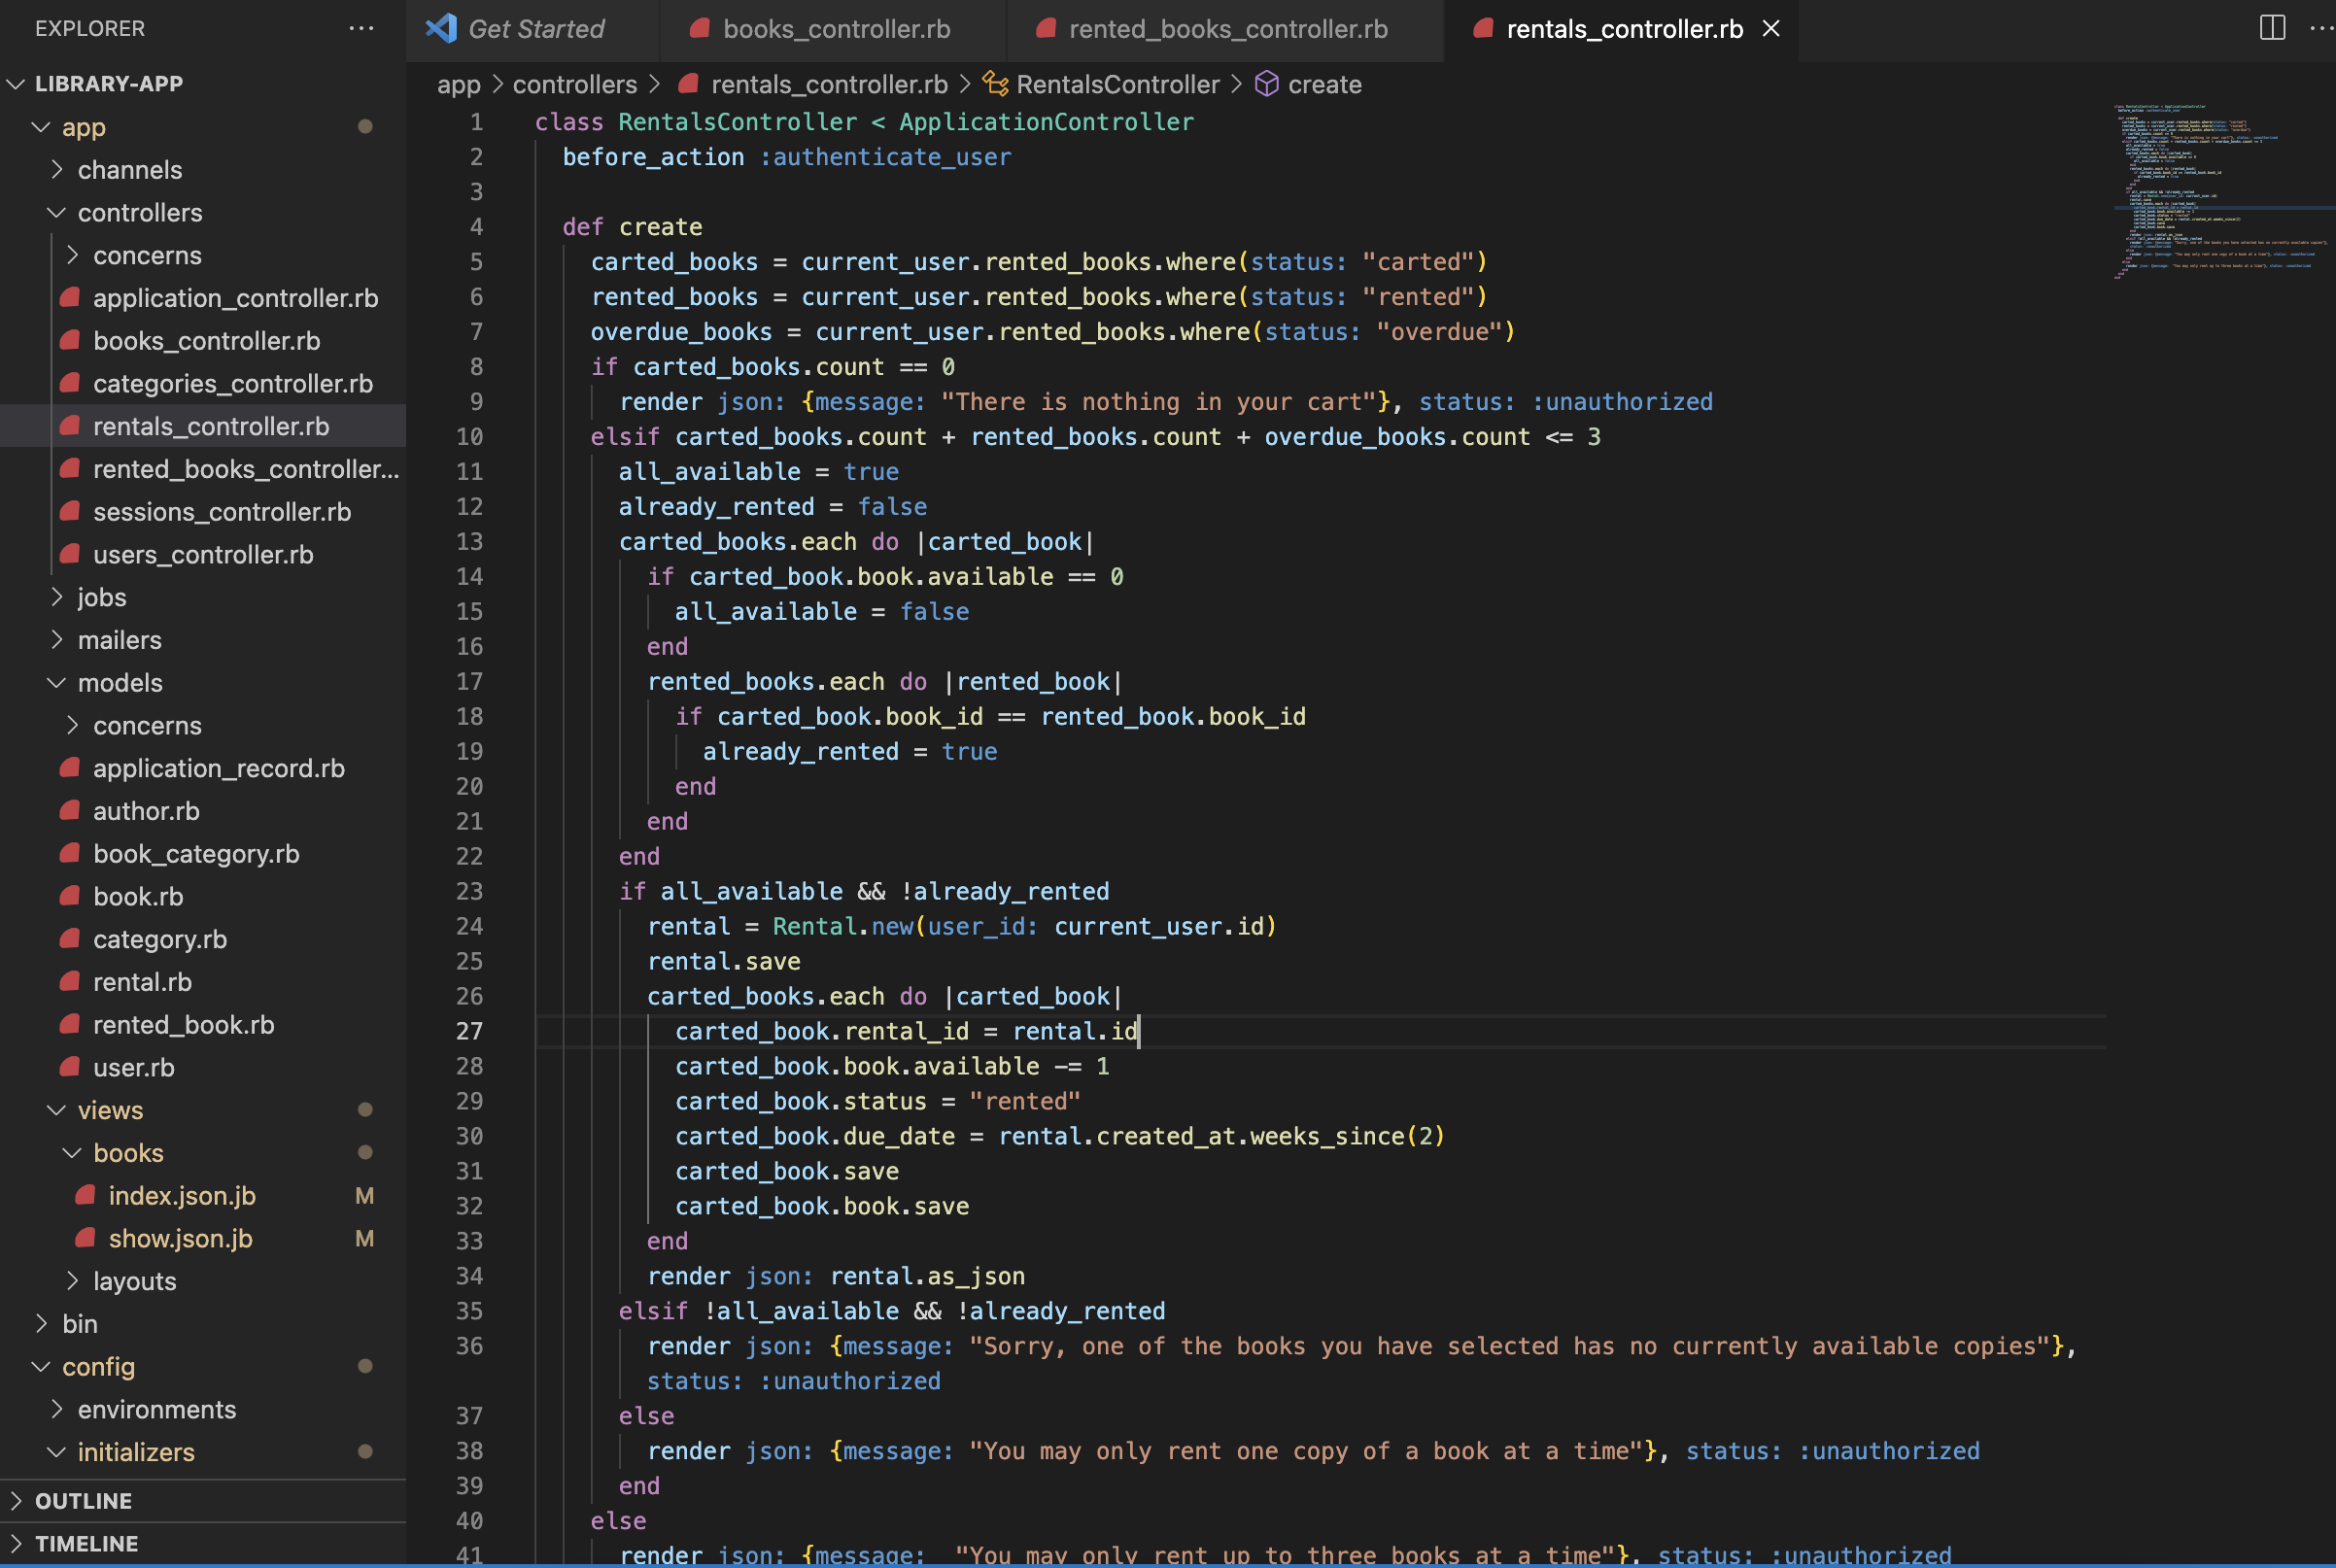 EXPLORER
LIBRARY-APP
app
channels
controllers
concerns
application_controller.rb
books_controller.rb
categories_controller.rb
rentals_controller.rb
rented_books_controller...
sessions_controller.rb
users_controller.rb
jobs
mailers
models
concerns
application_record.rb
author.rb
book_category.rb
book.rb
category.rb
rental.rb
rented_book.rb
user.rb
views
books
index.json.jb M
show.json.jb M
layouts
bin
config
environments
initializers
OUTLINE
TIMELINE
Get Started books_controller.rb rented_books_controller.rb rentals_controller.rb
app > controllers > rentals_controller.rb > RentalsController > create
1 class RentalsController < ApplicationController
2   before_action :authenticate_user
3
4   def create
5     carted_books = current_user.rented_books.where(status: "carted")
6     rented_books = current_user.rented_books.where(status: "rented")
7     overdue_books = current_user.rented_books.where(status: "overdue")
8     if carted_books.count == 0
9       render json: {message: "There is nothing in your cart"}, status: :unauthorized
10     elsif carted_books.count + rented_books.count + overdue_books.count <= 3
11       all_available = true
12       already_rented = false
13       carted_books.each do |carted_book|
14         if carted_book.book.available == 0
15           all_available = false
16         end
17         rented_books.each do |rented_book|
18           if carted_book.book_id == rented_book.book_id
19             already_rented = true
20           end
21         end
22       end
23       if all_available && !already_rented
24         rental = Rental.new(user_id: current_user.id)
25         rental.save
26         carted_books.each do |carted_book|
27           carted_book.rental_id = rental.id
28           carted_book.book.available -= 1
29           carted_book.status = "rented"
30           carted_book.due_date = rental.created_at.weeks_since(2)
31           carted_book.save
32           carted_book.book.save
33         end
34         render json: rental.as_json
35       elsif !all_available && !already_rented
36         render json: {message: "Sorry, one of the books you have selected has no currently available copies"},
status: :unauthorized
37       else
38         render json: {message: "You may only rent one copy of a book at a time"}, status: :unauthorized
39       end
40     else
41       render json: {message:  "You may only rent up to three books at a time"}, status: :unauthorized